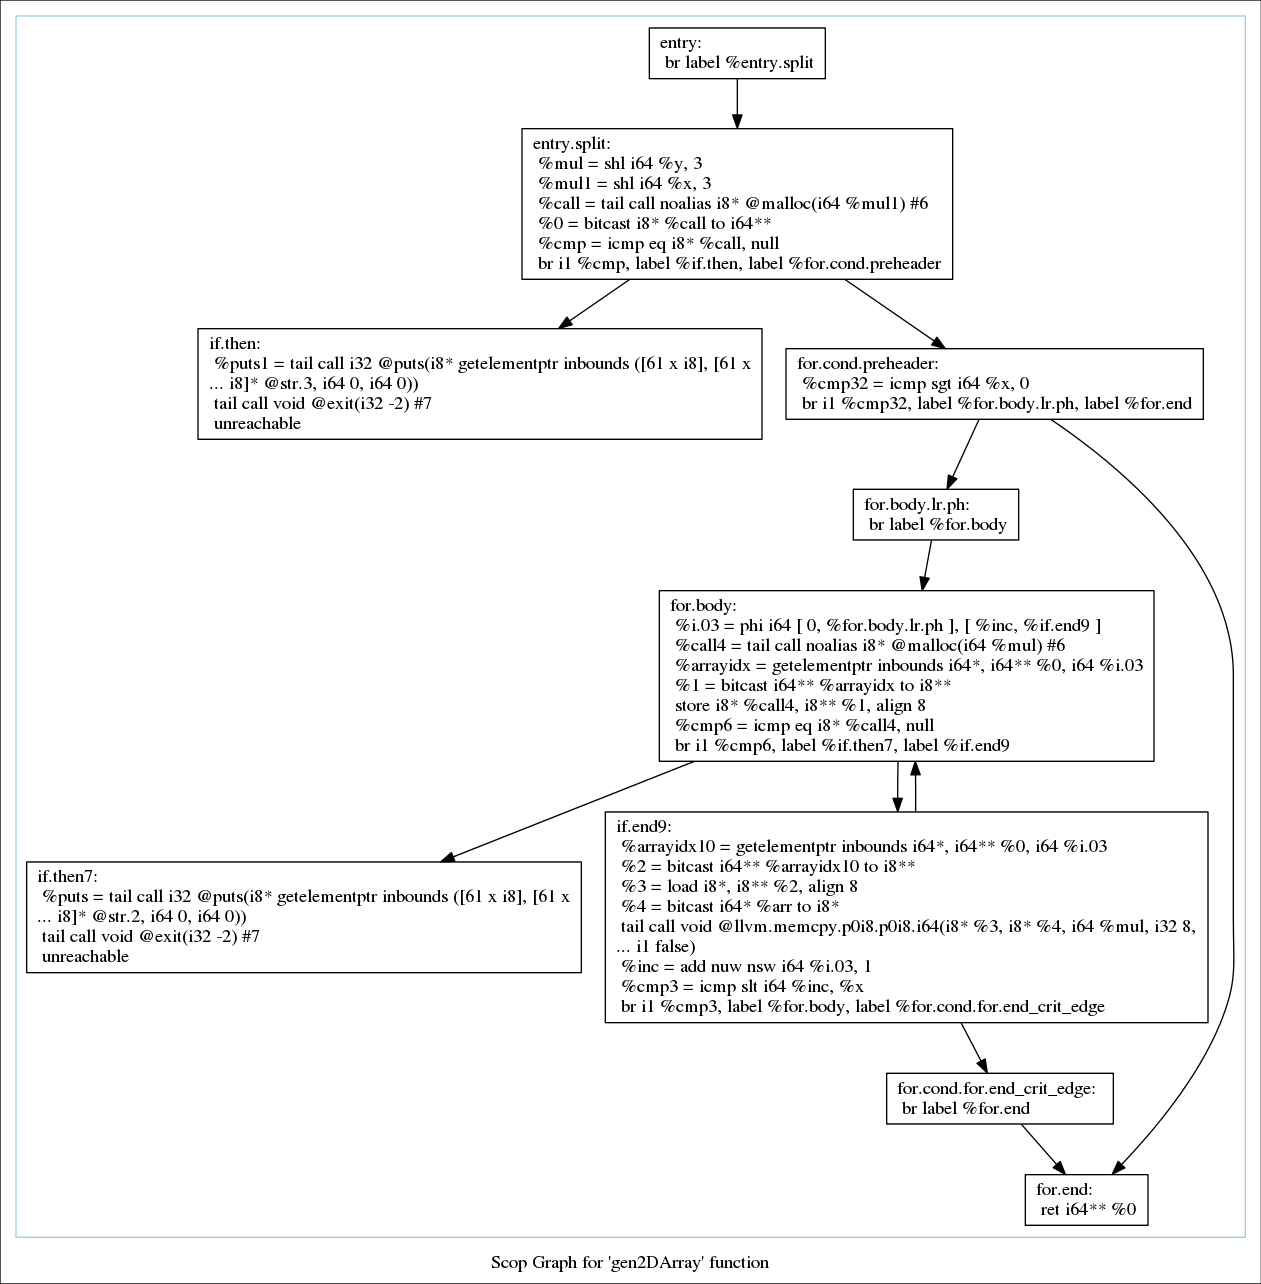 entry:
br label %entry.split
entry.split:
%mul = shl i64 %y, 3
%mul1 = shl i64 %x, 3
%call = tail call noalias i8* @malloc(i64 %mul1) #6
%0 = bitcast i8* %call to i64**
%cmp = icmp eq i8* %call, null
br i1 %cmp, label %if.then, label %for.cond.preheader
if.then:
%puts1 = tail call i32 @puts(i8* getelementptr inbounds ([61 x i8], [61 x
... i8]* @str.3, i64 0, i64 0))
tail call void @exit(i32 -2) #7
unreachable
for.cond.preheader:
%cmp32 = icmp sgt i64 %x, 0
br i1 %cmp32, label %for.body.lr.ph, label %for.end
for.body.lr.ph:
br label %for.body
for.body:
%i.03 = phi i64 [ 0, %for.body.lr.ph ], [ %inc, %if.end9 ]
%call4 = tail call noalias i8* @malloc(i64 %mul) #6
%arrayidx = getelementptr inbounds i64*, i64** %0, i64 %i.03
%1 = bitcast i64** %arrayidx to i8**
store i8* %call4, i8** %1, align 8
%cmp6 = icmp eq i8* %call4, null
br i1 %cmp6, label %if.then7, label %if.end9
if.then7:
%puts = tail call i32 @puts(i8* getelementptr inbounds ([61 x i8], [61 x
... i8]* @str.2, i64 0, i64 0))
tail call void @exit(i32 -2) #7
unreachable
if.end9:
%arrayidx10 = getelementptr inbounds i64*, i64** %0, i64 %i.03
%2 = bitcast i64** %arrayidx10 to i8**
%3 = load i8*, i8** %2, align 8
%4 = bitcast i64* %arr to i8*
tail call void @llvm.memcpy.p0i8.p0i8.i64(i8* %3, i8* %4, i64 %mul, i32 8,
... i1 false)
%inc = add nuw nsw i64 %i.03, 1
%cmp3 = icmp slt i64 %inc, %x
br i1 %cmp3, label %for.body, label %for.cond.for.end_crit_edge
for.cond.for.end_crit_edge:
br label %for.end
for.end:
ret i64** %0
Scop Graph for 'gen2DArray' function